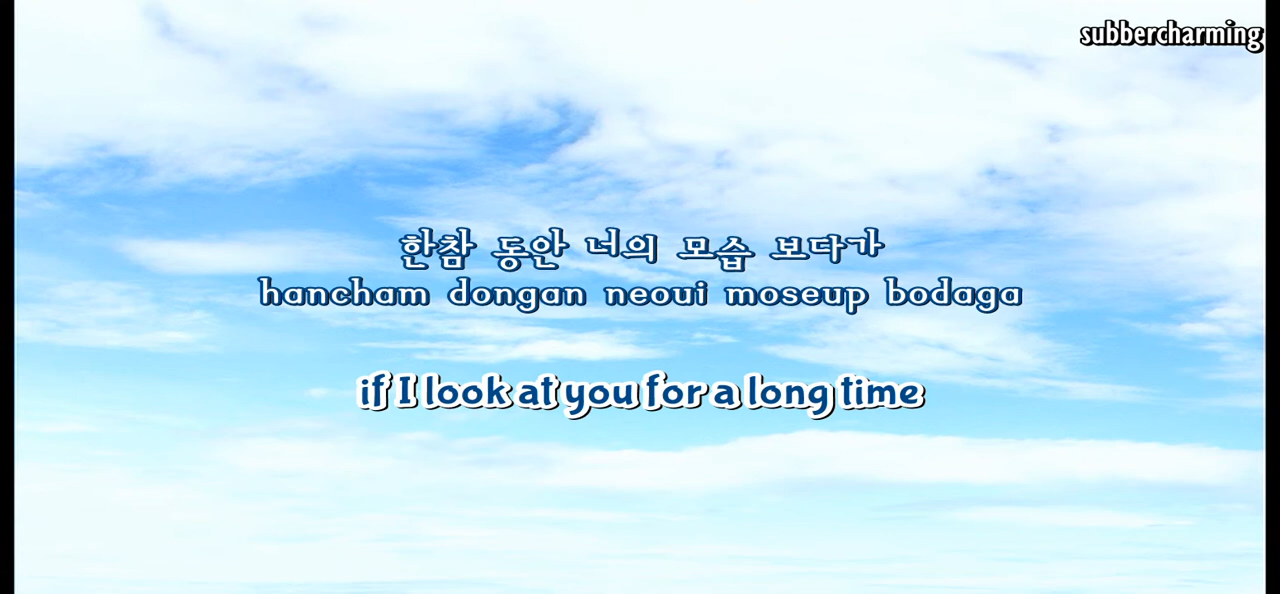 subbercharming
한참 동안 너의 모습 보다가
hancham dongan neoui moseup bodaga
if I look at you for a long time